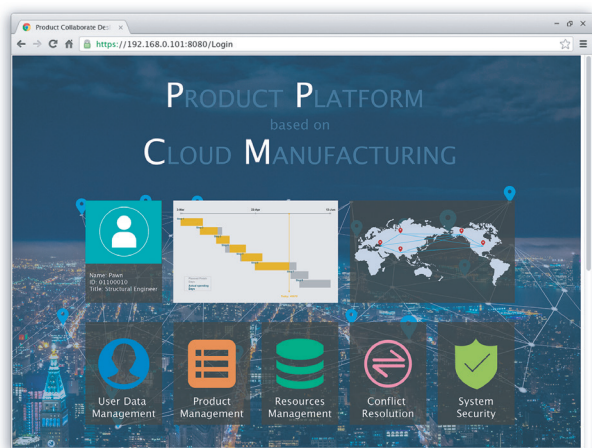 Product Collaborate Des
https://192.168.0.101:8080/Login
PRODUCT PLATFORM
based on
CLOUD MANUFACTURING
Name: Pawn
ID: 01100010
Title: Structural Engineer
User Data
Management
Product
Management
Resources
Management
Conflict
Resolution
System
Security